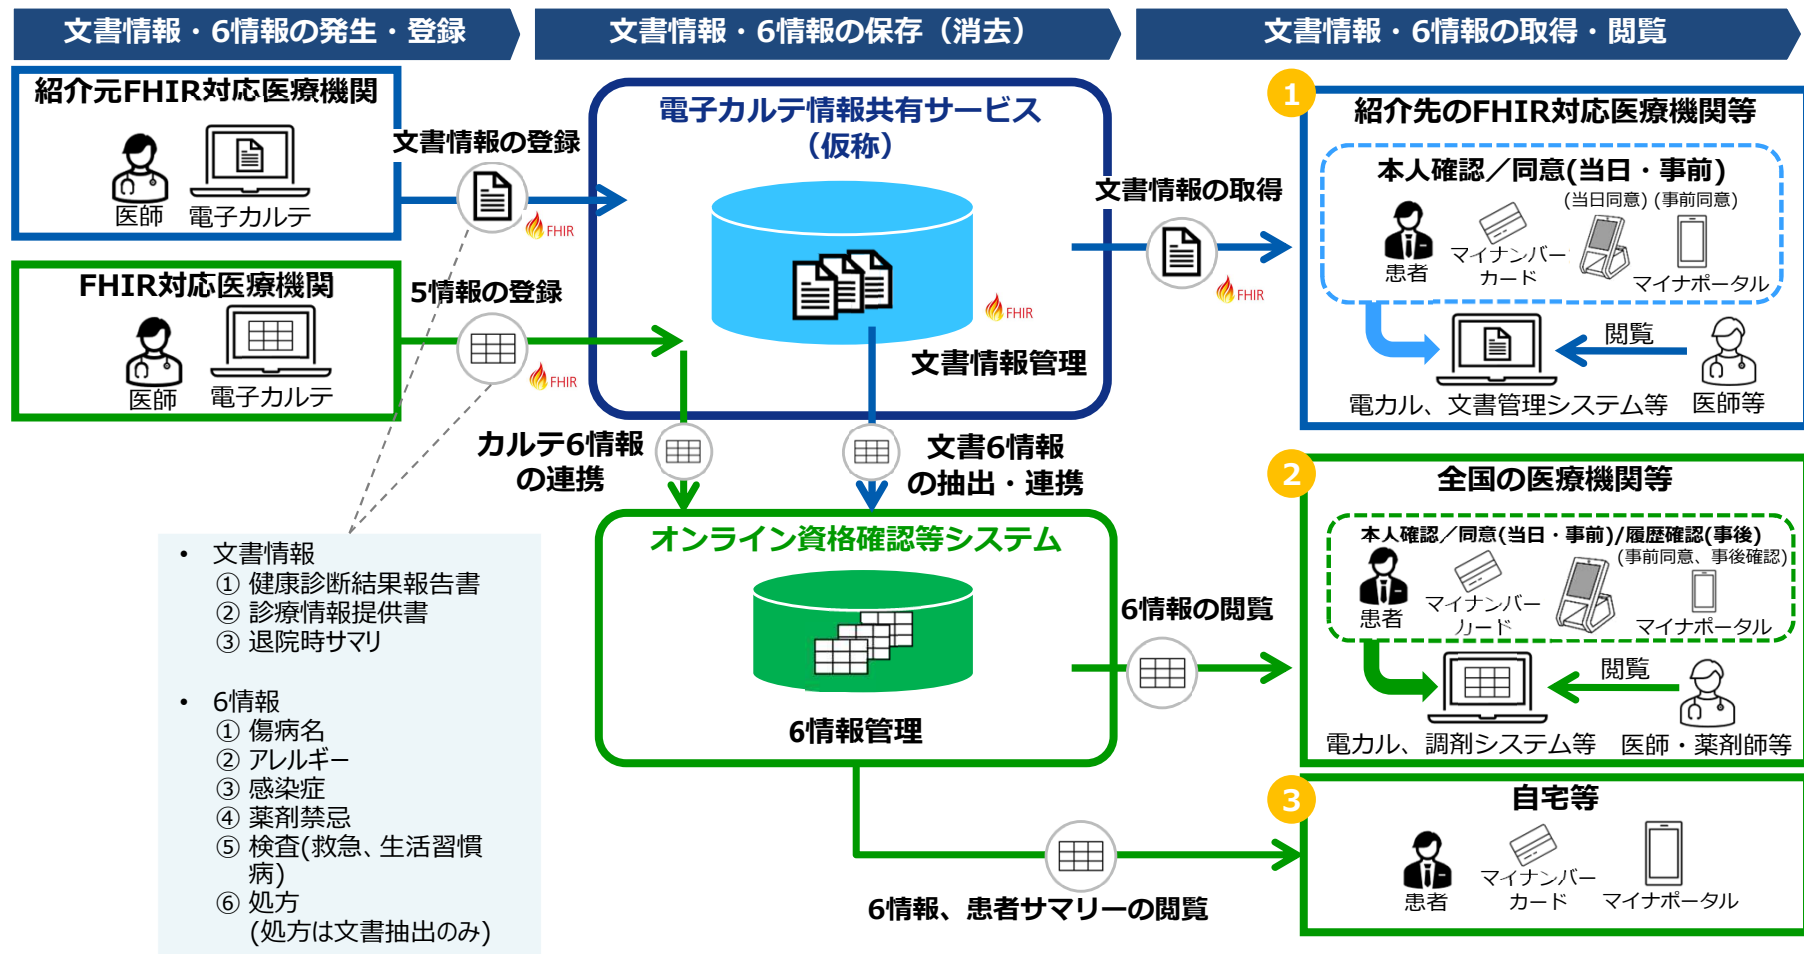 文書情報・6情報の発生・登録
文書情報・6情報の保存（消去）
文書情報・6情報の取得・閲覧
紹介元FHIR対応医療機関
医師
電子カルテ
文書情報の登録
FHIR
FHIR対応医療機関
医師
電子カルテ
5情報の登録
FHIR
電子カルテ情報共有サービス
（仮称）
FHIR
文書情報管理
文書情報の取得
FHIR
1
紹介先のFHIR対応医療機関等
本人確認／同意(当日・事前)
(当日同意)
(事前同意)
患者
マイナンバー
カード
マイナポータル
閲覧
電カル、文書管理システム等
医師等
カルテ6情報
の連携
文書6情報
の抽出・連携
オンライン資格確認等システム
6情報管理
6情報の閲覧
2
全国の医療機関等
本人確認／同意(当日・事前)/履歴確認(事後)
(事前同意、事後確認)
患者
マイナンバー
カード
マイナポータル
閲覧
電カル、調剤システム等
医師・薬剤師等
6情報、患者サマリーの閲覧
3
自宅等
患者
マイナンバー
カード
マイナポータル
• 文書情報
① 健康診断結果報告書
② 診療情報提供書
③ 退院時サマリ
• 6情報
① 傷病名
② アレルギー
③ 感染症
④ 薬剤禁忌
⑤ 検査(救急、生活習慣
病)
⑥ 処方
(処方は文書抽出のみ)